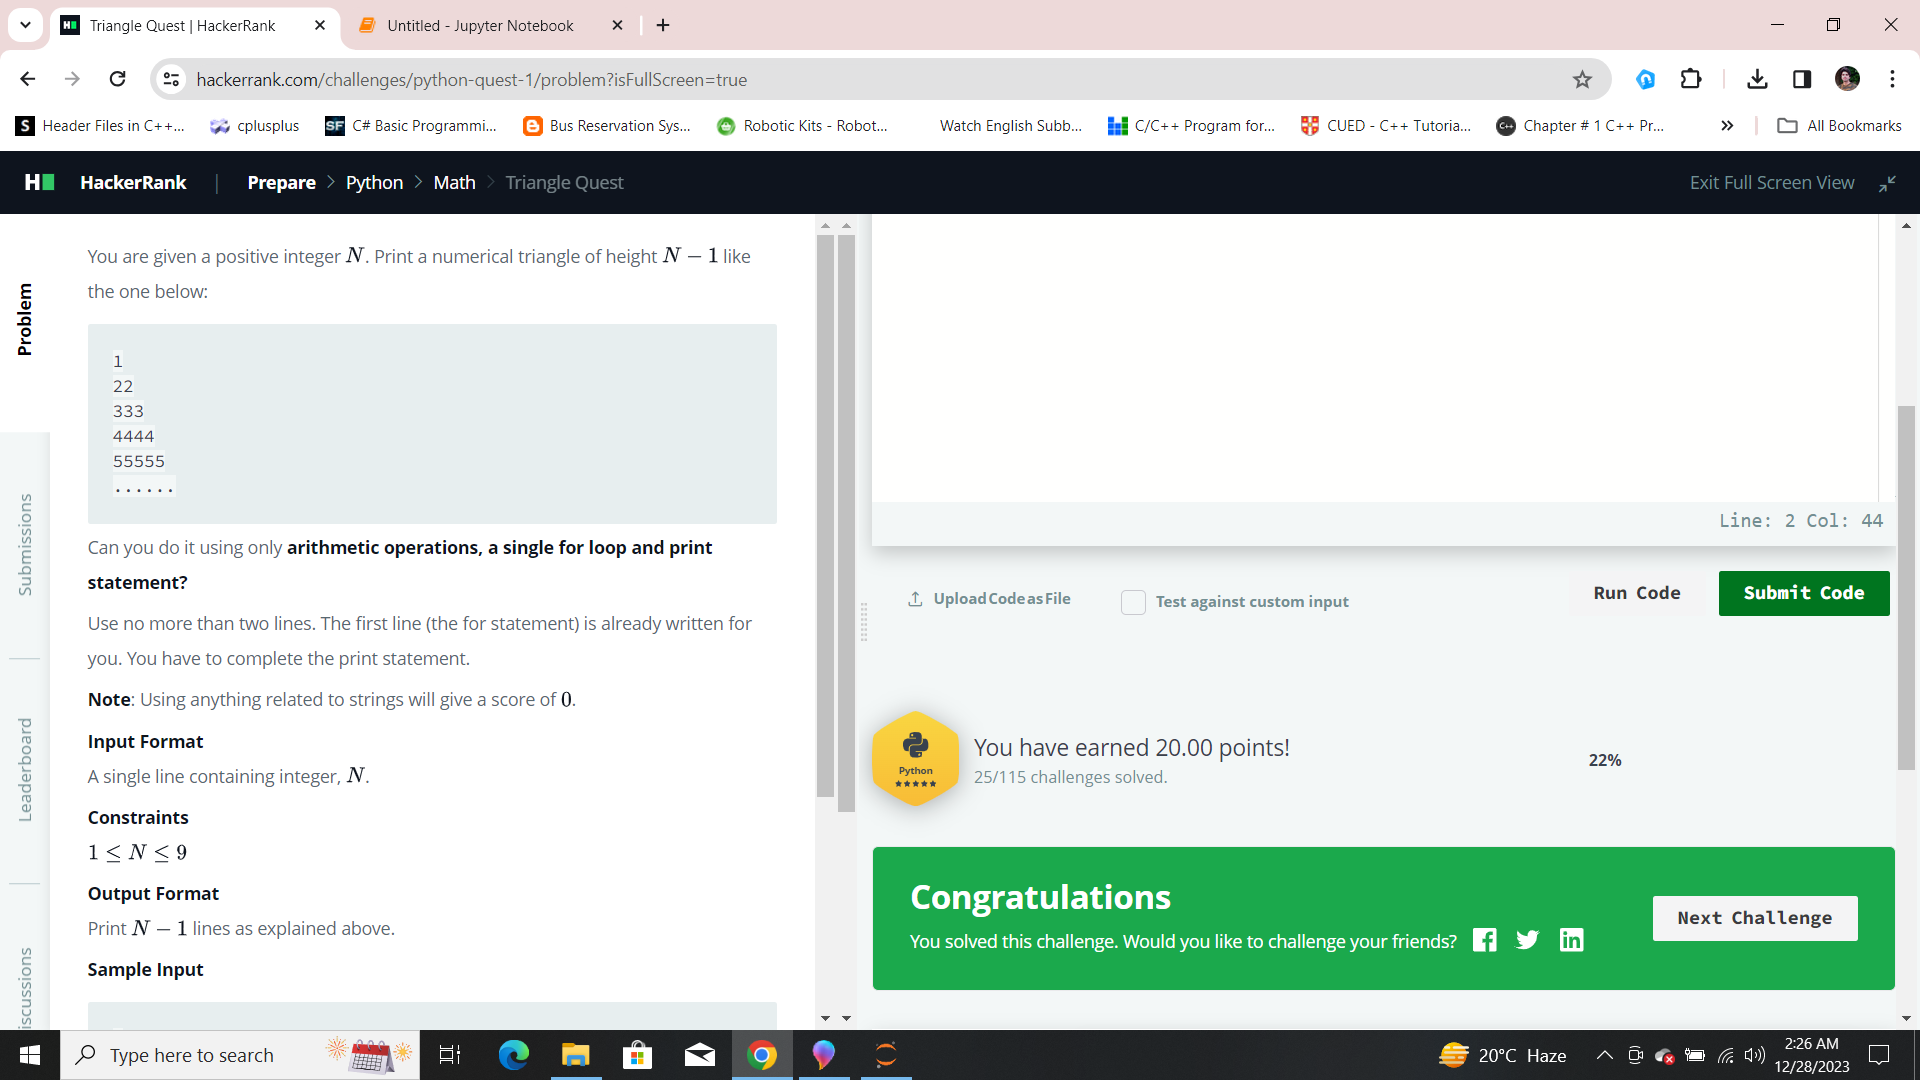 Triangle Quest | HackerRank
Untitled - Jupyter Notebook
hackerrank.com/challenges/python-quest-1/problem?isFullScreen=true
S Header Files in C++...
cplusplus
SF C# Basic Programmi...
Bus Reservation Sys...
Robotic Kits - Robot...
Watch English Subb...
C/C++ Program for...
CUED - C++ Tutoria...
C++ Chapter # 1 C++ Pr...
All Bookmarks
H HackerRank | Prepare > Python > Math > Triangle Quest
Exit Full Screen View
Problem
Submissions
Leaderboard
iscussions
You are given a positive integer N. Print a numerical triangle of height N − 1 like
the one below:
1
22
333
4444
55555
......
Can you do it using only arithmetic operations, a single for loop and print
statement?
Use no more than two lines. The first line (the for statement) is already written for
you. You have to complete the print statement.
Note: Using anything related to strings will give a score of 0.
Input Format
A single line containing integer, N.
Constraints
1 ≤ N ≤ 9
Output Format
Print N − 1 lines as explained above.
Sample Input
Line: 2 Col: 44
Upload Code as File
Test against custom input
Run Code
Submit Code
Python
You have earned 20.00 points!
25/115 challenges solved.
22%
Congratulations
You solved this challenge. Would you like to challenge your friends?
Next Challenge
Type here to search
20°C Haze
2:26 AM
12/28/2023